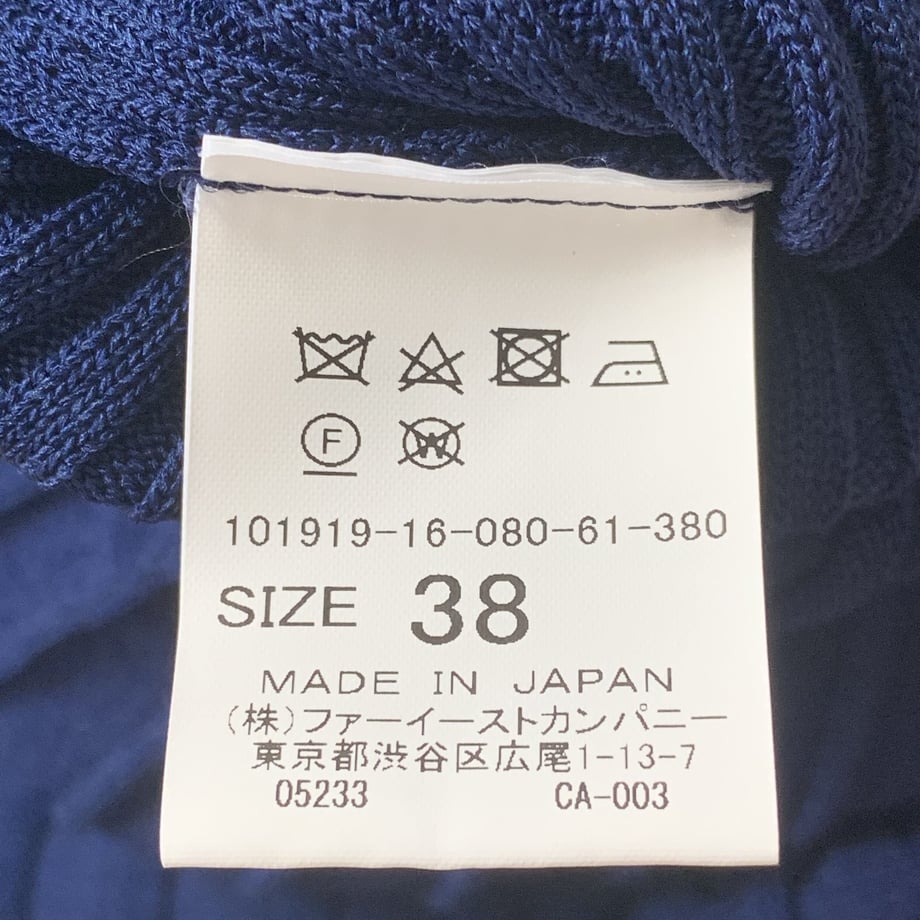 F
W
101919-16-080-61-380
SIZE 38
MADE IN JAPAN
(株)ファーイーストカンパニー
東京都渋谷区広尾1-13-7
05233 CA-003